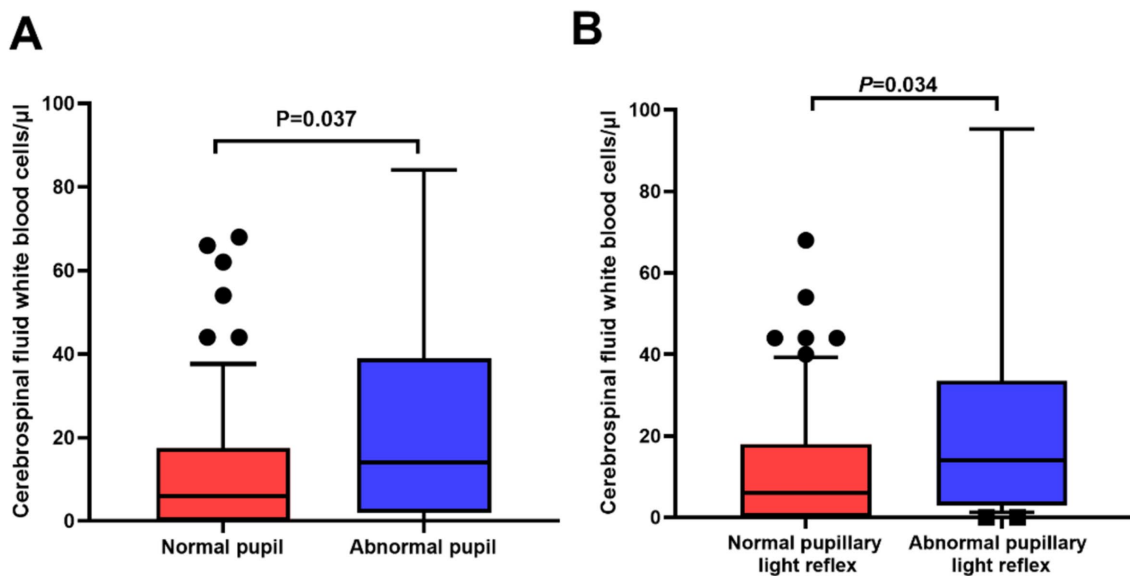 A
Cerebrospinal fluid white blood cells/µl
100
80
60
40
20
0
P=0.037
Normal pupil
Abnormal pupil
B
Cerebrospinal fluid white blood cells/µl
100
80
60
40
20
0
P=0.034
Normal pupillary
light reflex
Abnormal pupillary
light reflex